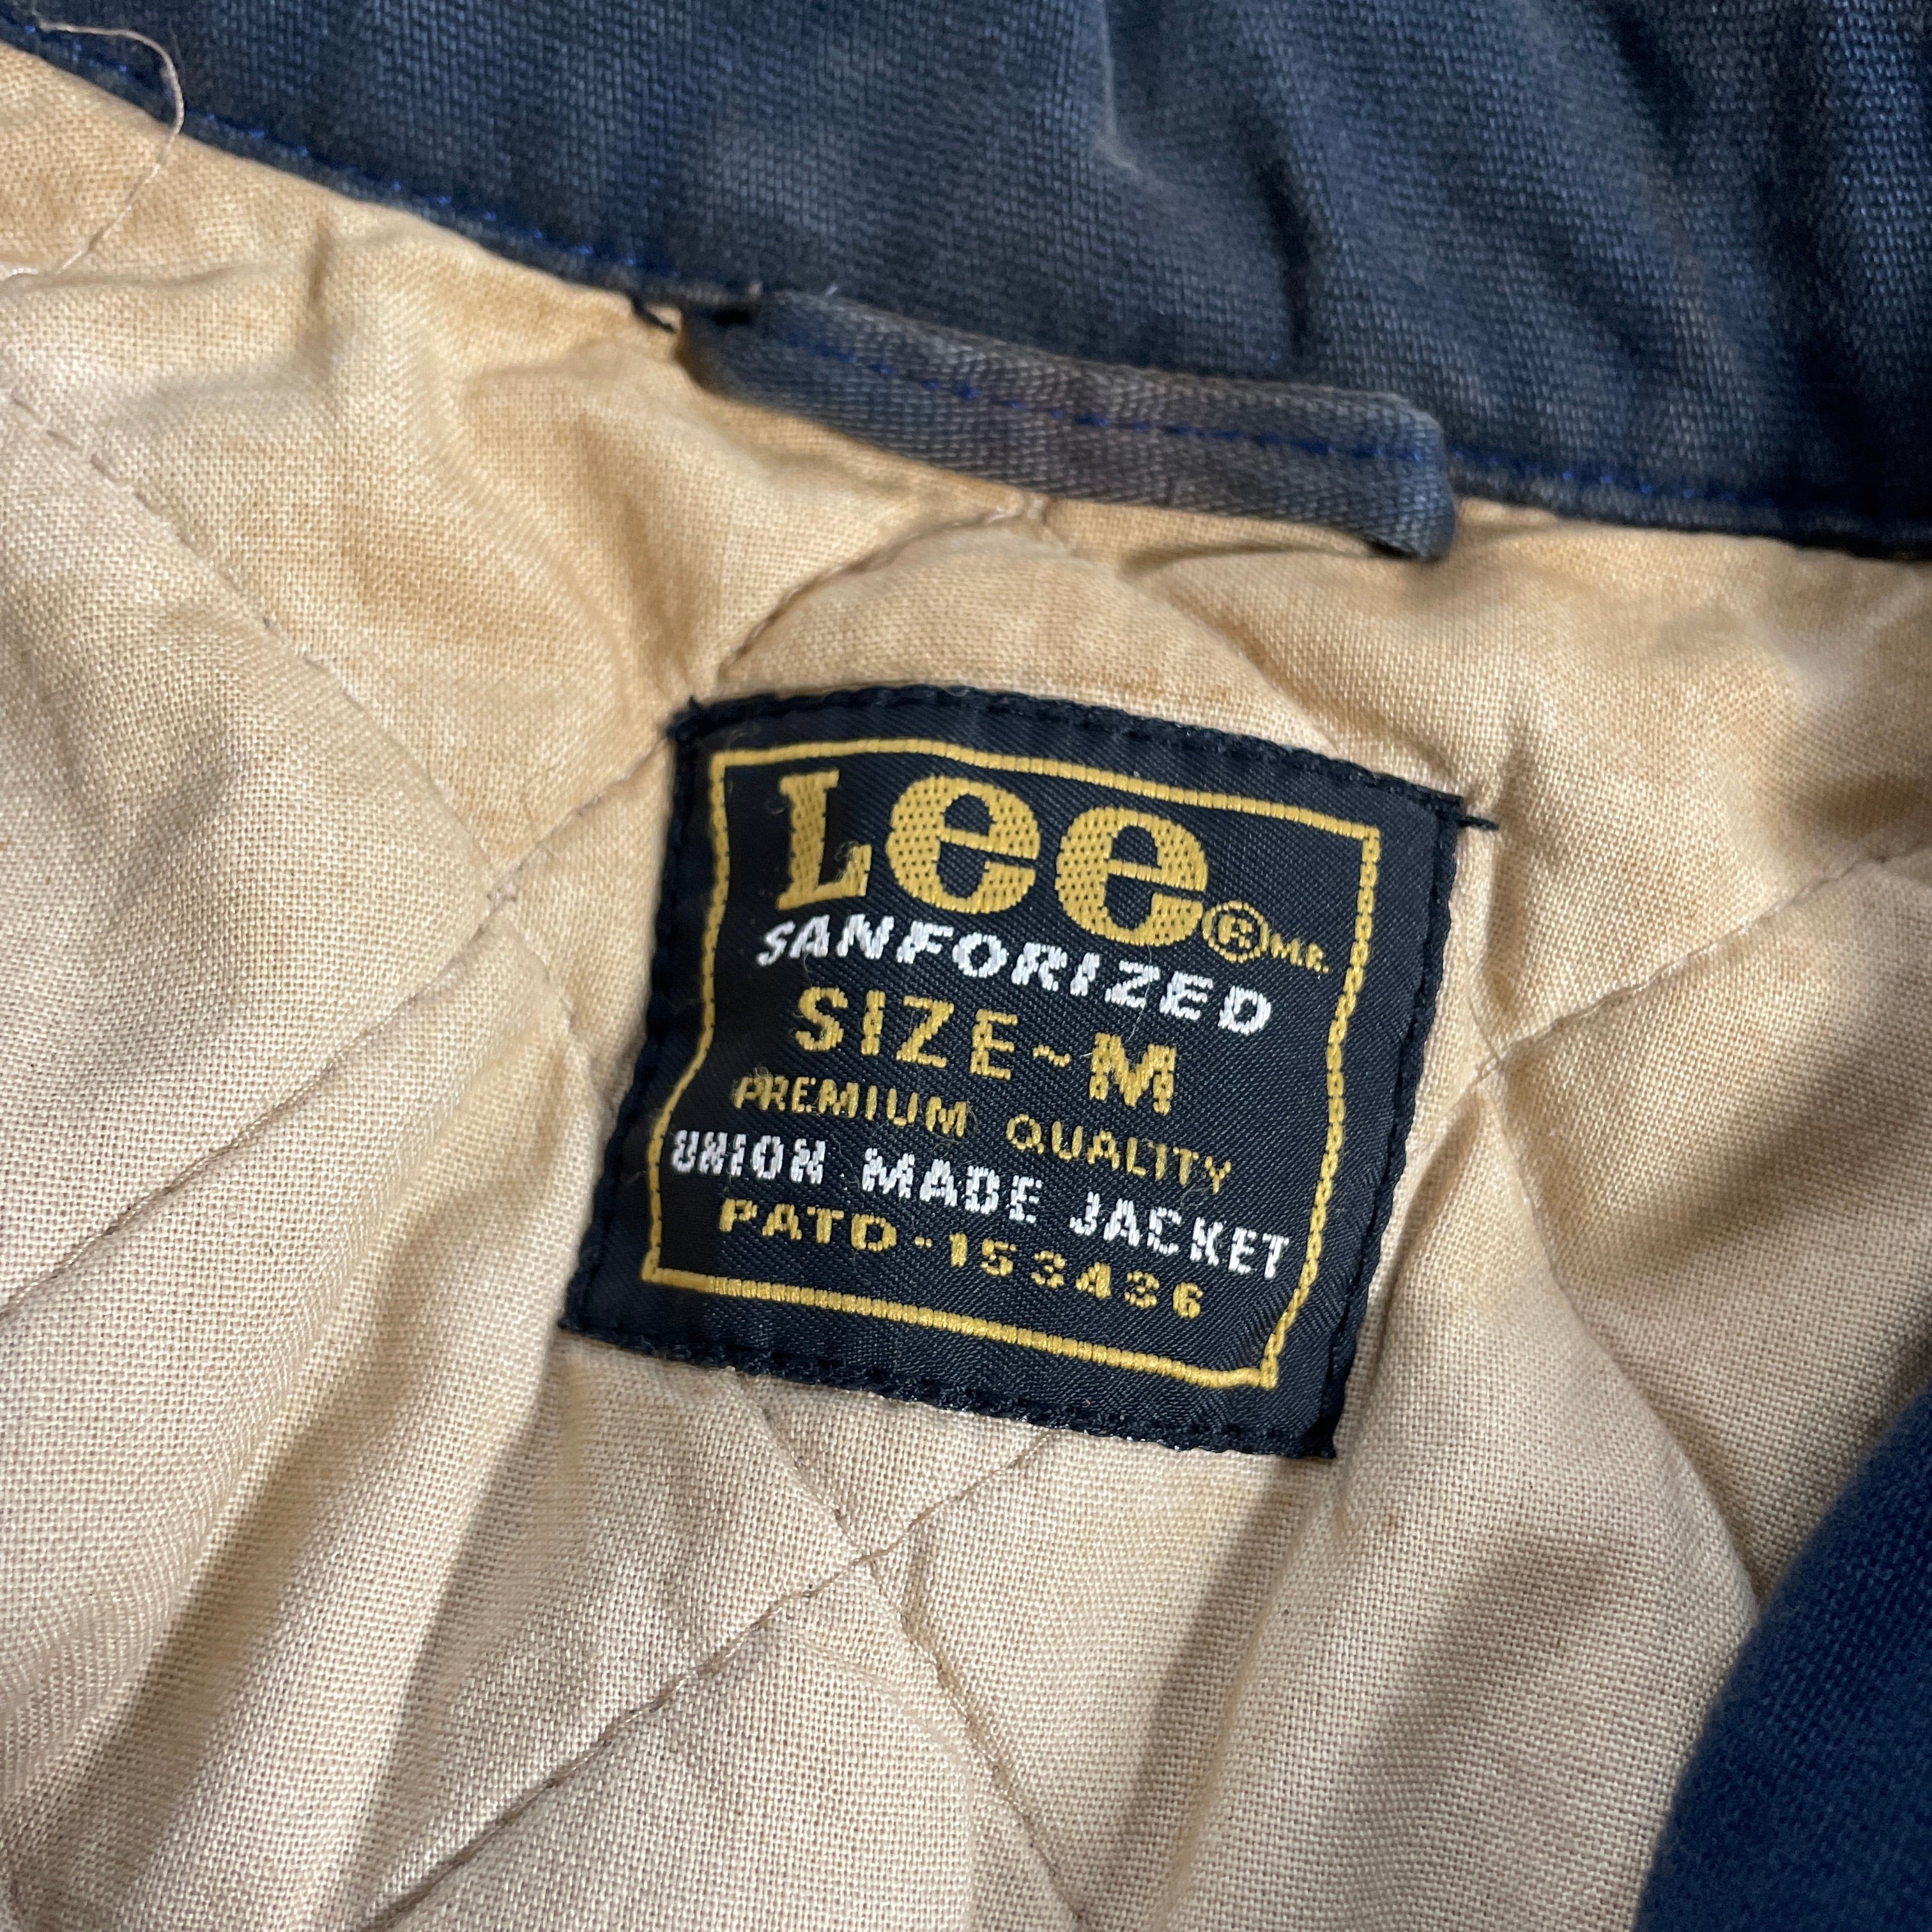 Lee® M.R.
SANFORIZED
SIZE~M
PREMIUM QUALITY
UNION MADE JACKET
PATD-153436